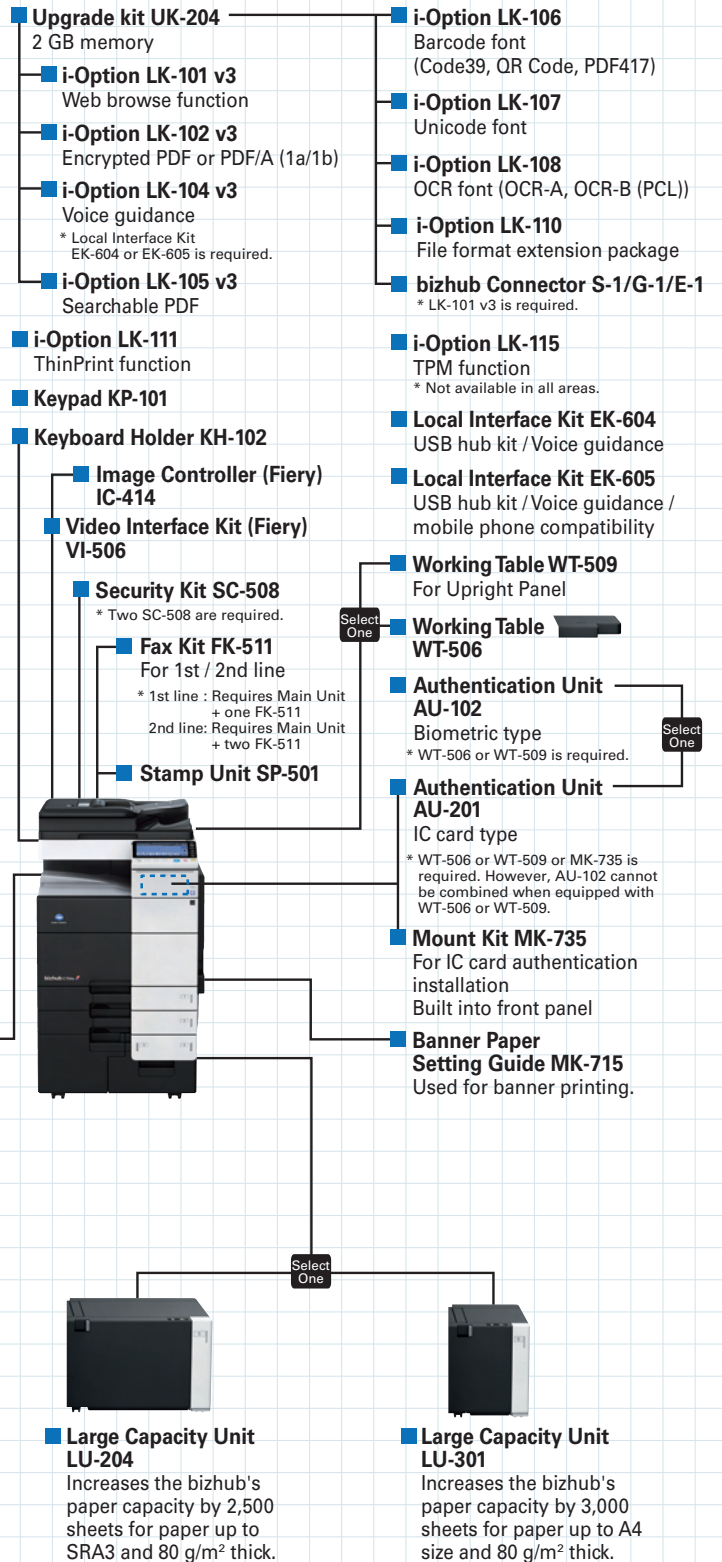 Upgrade kit UK-204
2 GB memory
i-Option LK-101 v3
Web browse function
i-Option LK-102 v3
Encrypted PDF or PDF/A (1a/1b)
i-Option LK-104 v3
Voice guidance
* Local Interface Kit
EK-604 or EK-605 is required.
i-Option LK-105 v3
Searchable PDF
i-Option LK-106
Barcode font
(Code39, QR Code, PDF417)
i-Option LK-107
Unicode font
i-Option LK-108
OCR font (OCR-A, OCR-B (PCL))
i-Option LK-110
File format extension package
bizhub Connector S-1/G-1/E-1
* LK-101 v3 is required.
i-Option LK-111
ThinPrint function
Keypad KP-101
Keyboard Holder KH-102
Image Controller (Fiery)
IC-414
Video Interface Kit (Fiery)
VI-506
Security Kit SC-508
* Two SC-508 are required.
Fax Kit FK-511
For 1st / 2nd line
* 1st line : Requires Main Unit
+ one FK-511
2nd line: Requires Main Unit
+ two FK-511
Stamp Unit SP-501
i-Option LK-115
TPM function
* Not available in all areas.
Local Interface Kit EK-604
USB hub kit / Voice guidance
Local Interface Kit EK-605
USB hub kit / Voice guidance /
mobile phone compatibility
Working Table WT-509
For Upright Panel
Select
One
Working Table
WT-506
Authentication Unit
AU-102
Biometric type
* WT-506 or WT-509 is required.
Select
One
Authentication Unit
AU-201
IC card type
* WT-506 or WT-509 or MK-735 is
required. However, AU-102 cannot
be combined when equipped with
WT-506 or WT-509.
Mount Kit MK-735
For IC card authentication
installation
Built into front panel
Banner Paper
Setting Guide MK-715
Used for banner printing.
bizhub
Select
One
Large Capacity Unit
LU-204
Increases the bizhub's
paper capacity by 2,500
sheets for paper up to
SRA3 and 80 g/m² thick.
Large Capacity Unit
LU-301
Increases the bizhub's
paper capacity by 3,000
sheets for paper up to A4
size and 80 g/m² thick.